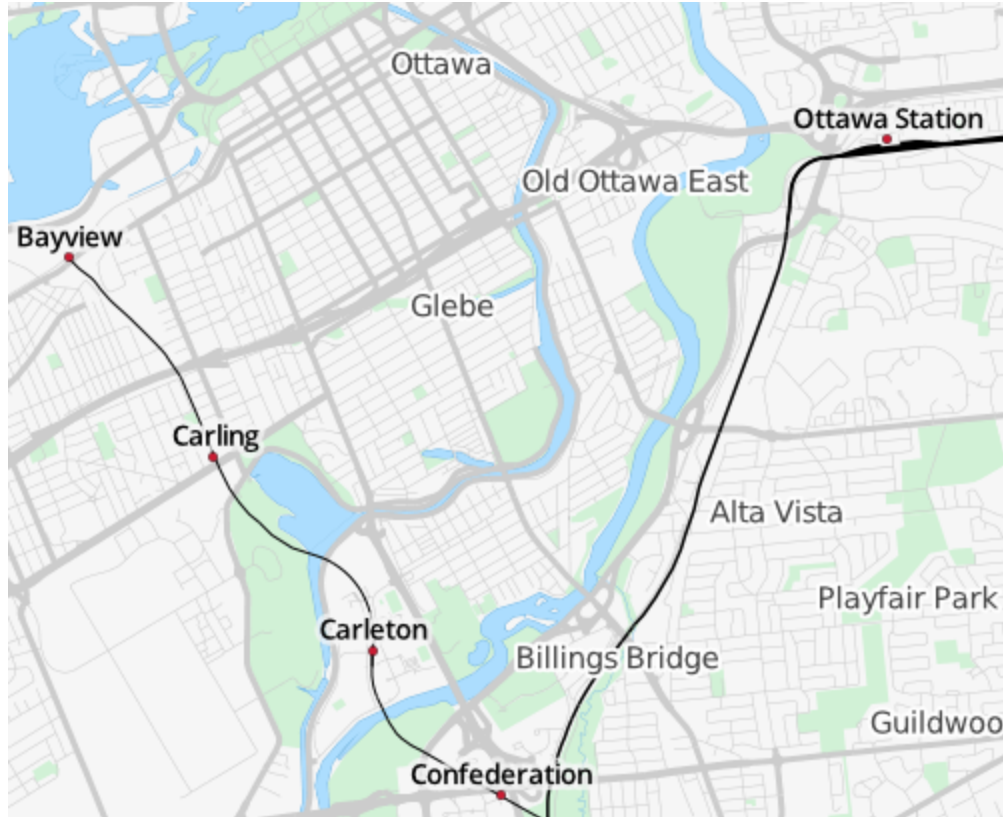 Ottawa
Ottawa Station
Old Ottawa East
Bayview
Glebe
Carling
Alta Vista
Playfair Park
Carleton
Billings Bridge
Guildwoo
Confederation